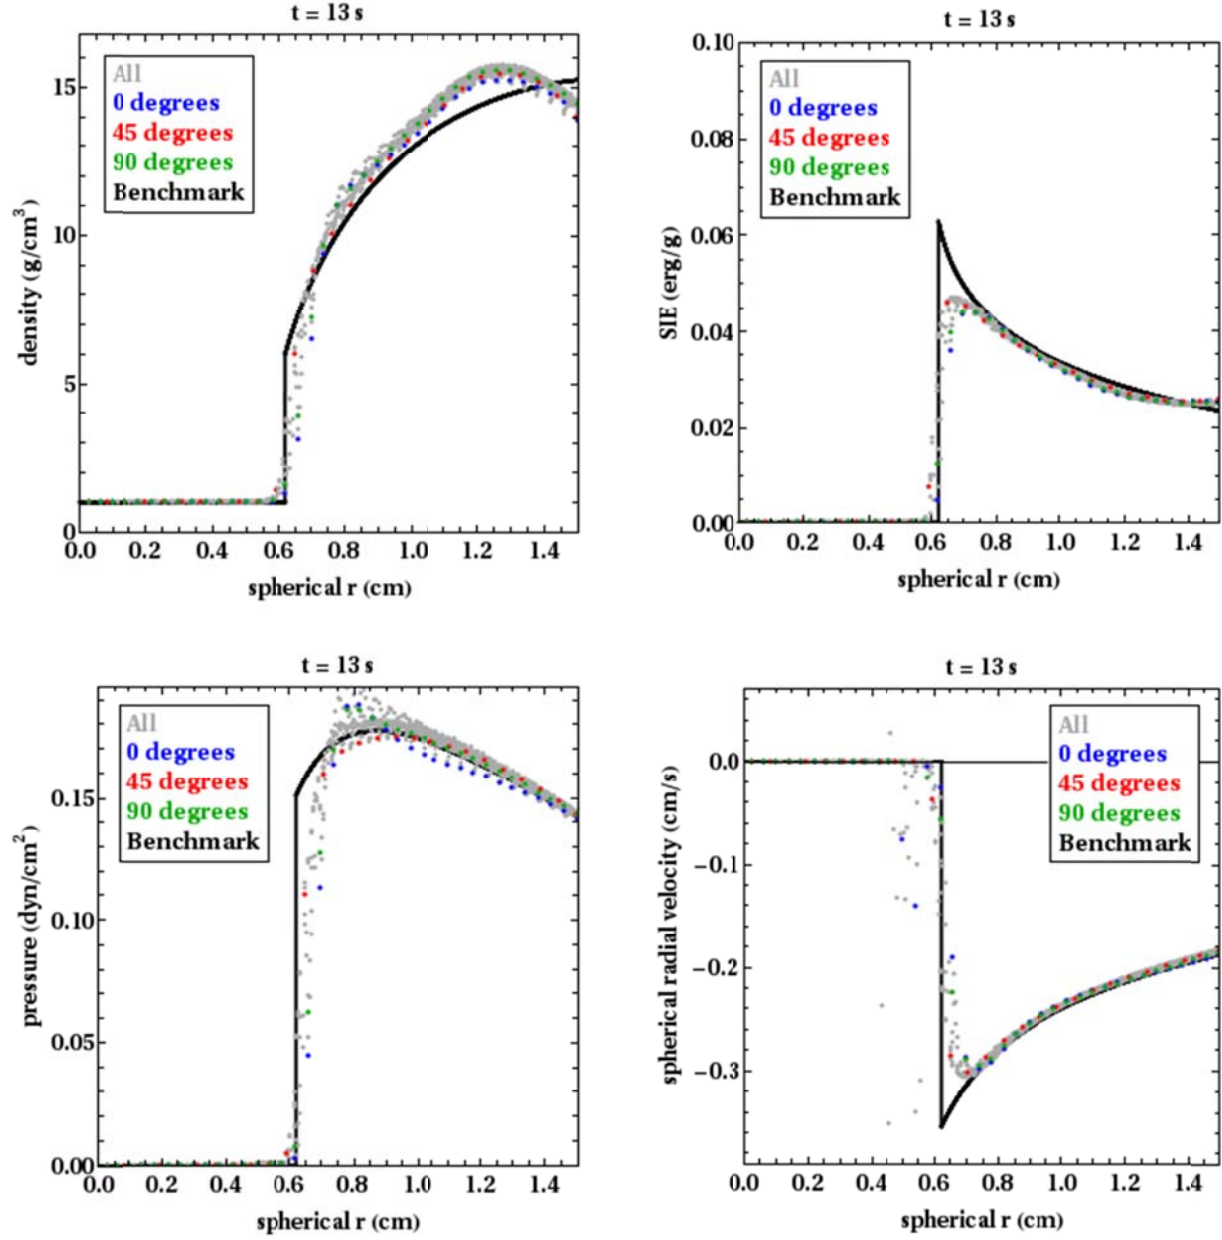 t = 13 s
15
10
5
0
density (g/cm³)
All
0 degrees
45 degrees
90 degrees
Benchmark
0.0 0.2 0.4 0.6 0.8 1.0 1.2 1.4
spherical r (cm)
t = 13 s
0.10
0.08
0.06
0.04
0.02
0.00
SIE (erg/g)
All
0 degrees
45 degrees
90 degrees
Benchmark
0.0 0.2 0.4 0.6 0.8 1.0 1.2 1.4
spherical r (cm)
t = 13 s
0.15
0.10
0.05
0.00
pressure (dyn/cm²)
All
0 degrees
45 degrees
90 degrees
Benchmark
0.0 0.2 0.4 0.6 0.8 1.0 1.2 1.4
spherical r (cm)
t = 13 s
0.0
−0.1
−0.2
−0.3
spherical radial velocity (cm/s)
All
0 degrees
45 degrees
90 degrees
Benchmark
0.0 0.2 0.4 0.6 0.8 1.0 1.2 1.4
spherical r (cm)